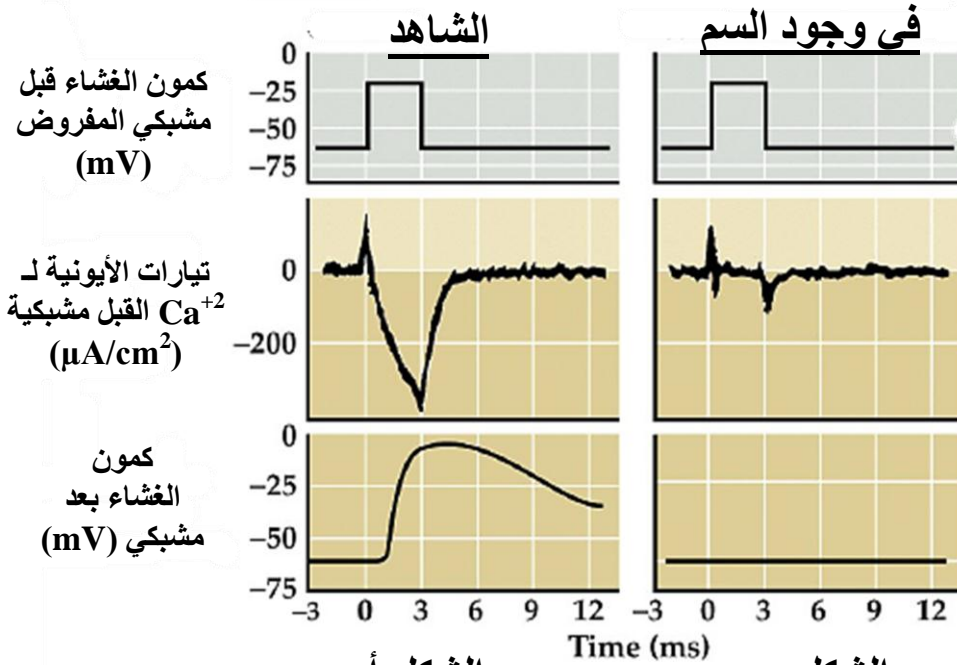 الشاهد
في وجود السم
كمون الغشاء قبل
مشبكي المفروض
(mV)
0
−25
−50
−75
تيارات الأيونية لـ
Ca+2 القبل مشبكية
(µA/cm2)
0
−200
كمون
الغشاء بعد
مشبكي (mV)
0
−25
−50
−75
−3 0 3 6 9 12
−3 0 3 6 9 12
Time (ms)